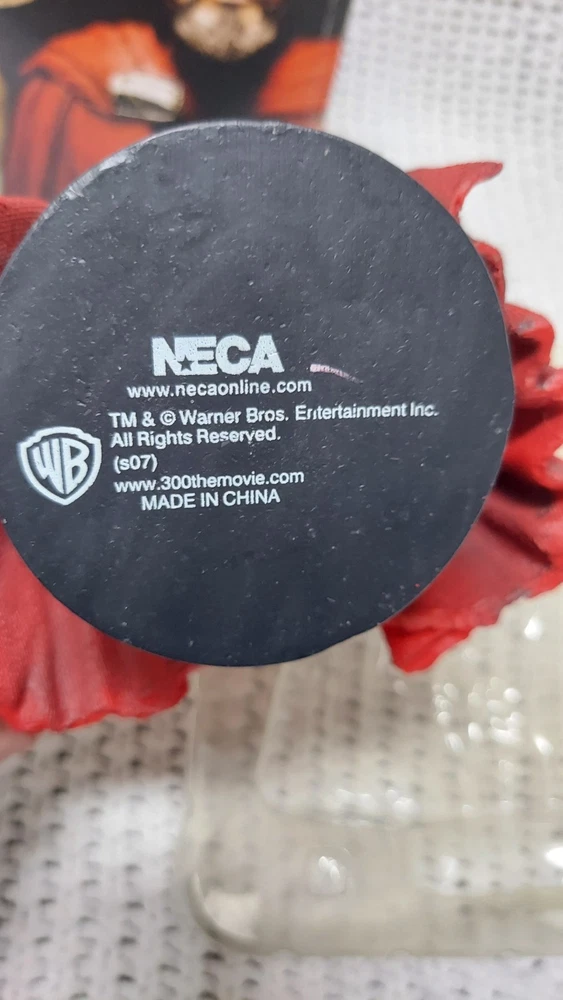 NECA
www.necaonline.com
TM & © Warner Bros. Entertainment Inc.
All Rights Reserved.
(s07)
WB
www.300themovie.com
MADE IN CHINA